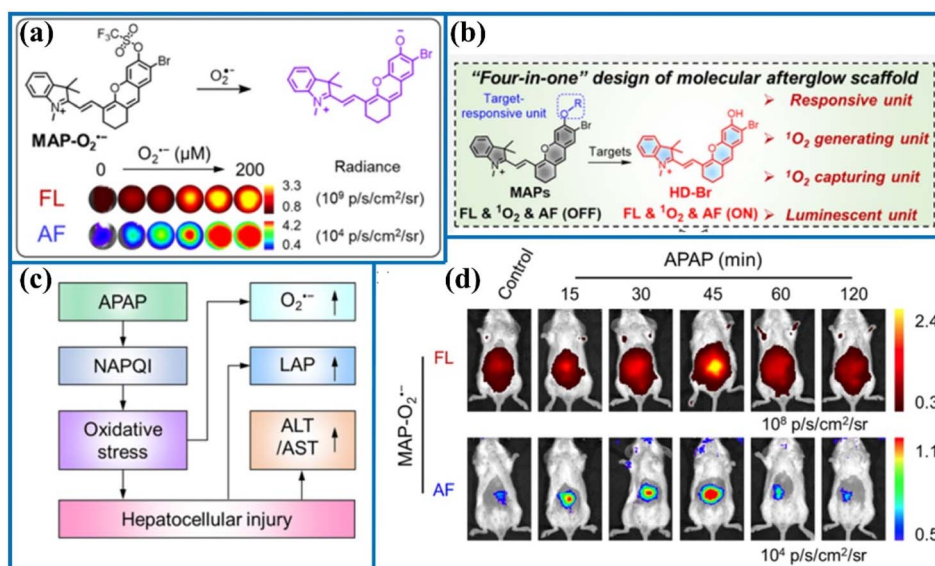 (a)
F₃C
S
O
O
O
Br
O
N
+
O₂•⁻
O⁻
Br
O
N
+
MAP-O₂•⁻
O₂•⁻ (μM)
0
200
Radiance
FL
3.3
0.8
(10⁹ p/s/cm²/sr)
AF
4.2
0.4
(10⁴ p/s/cm²/sr)
(b)
“Four-in-one” design of molecular afterglow scaffold
Target-
responsive unit
O-R
Br
O
N
+
MAPs
FL & ¹O₂ & AF (OFF)
Targets
OH
Br
O
N
+
HD-Br
FL & ¹O₂ & AF (ON)
➢ Responsive unit
➢ ¹O₂ generating unit
➢ ¹O₂ capturing unit
➢ Luminescent unit
(c)
APAP
O₂•⁻ ↑
NAPQI
LAP ↑
Oxidative
stress
ALT
/AST ↑
Hepatocellular injury
(d)
APAP (min)
Control
15
30
45
60
120
MAP-O₂•⁻
FL
2.4
0.3
10⁸ p/s/cm²/sr
AF
1.1
0.5
10⁴ p/s/cm²/sr